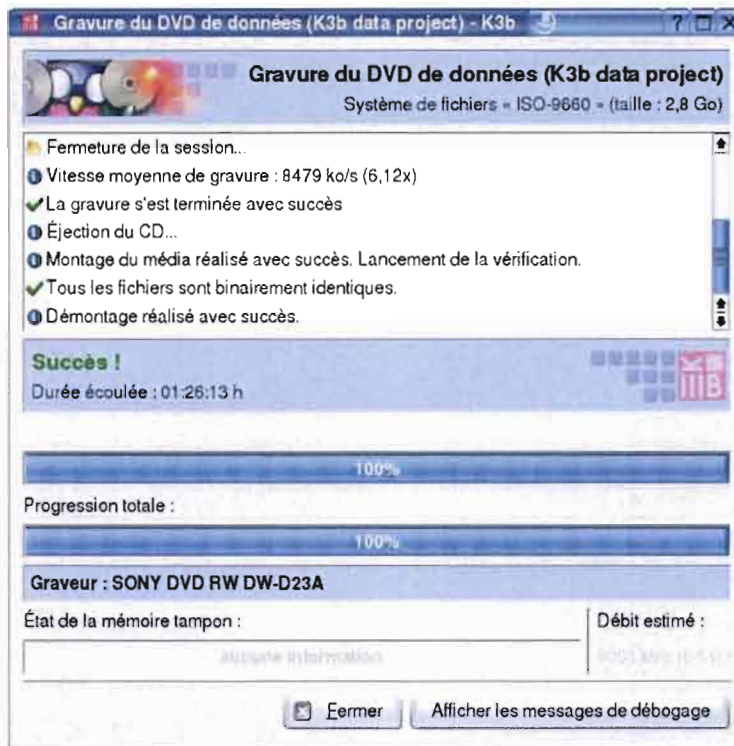 Gravure du DVD de données (K3b data project) - K3b
Gravure du DVD de données (K3b data project)
Système de fichiers « ISO-9660 » (taille : 2,8 Go)
Fermeture de la session...
Vitesse moyenne de gravure : 8479 ko/s (6,12x)
La gravure s'est terminée avec succès
Éjection du CD...
Montage du média réalisé avec succès. Lancement de la vérification.
Tous les fichiers sont binairement identiques.
Démontage réalisé avec succès.
Succès !
Durée écoulée : 01:26:13 h
100%
Progression totale :
100%
Graveur : SONY DVD RW DW-D23A
État de la mémoire tampon :
Débit estimé :
aucune information
Fermer
Afficher les messages de débogage